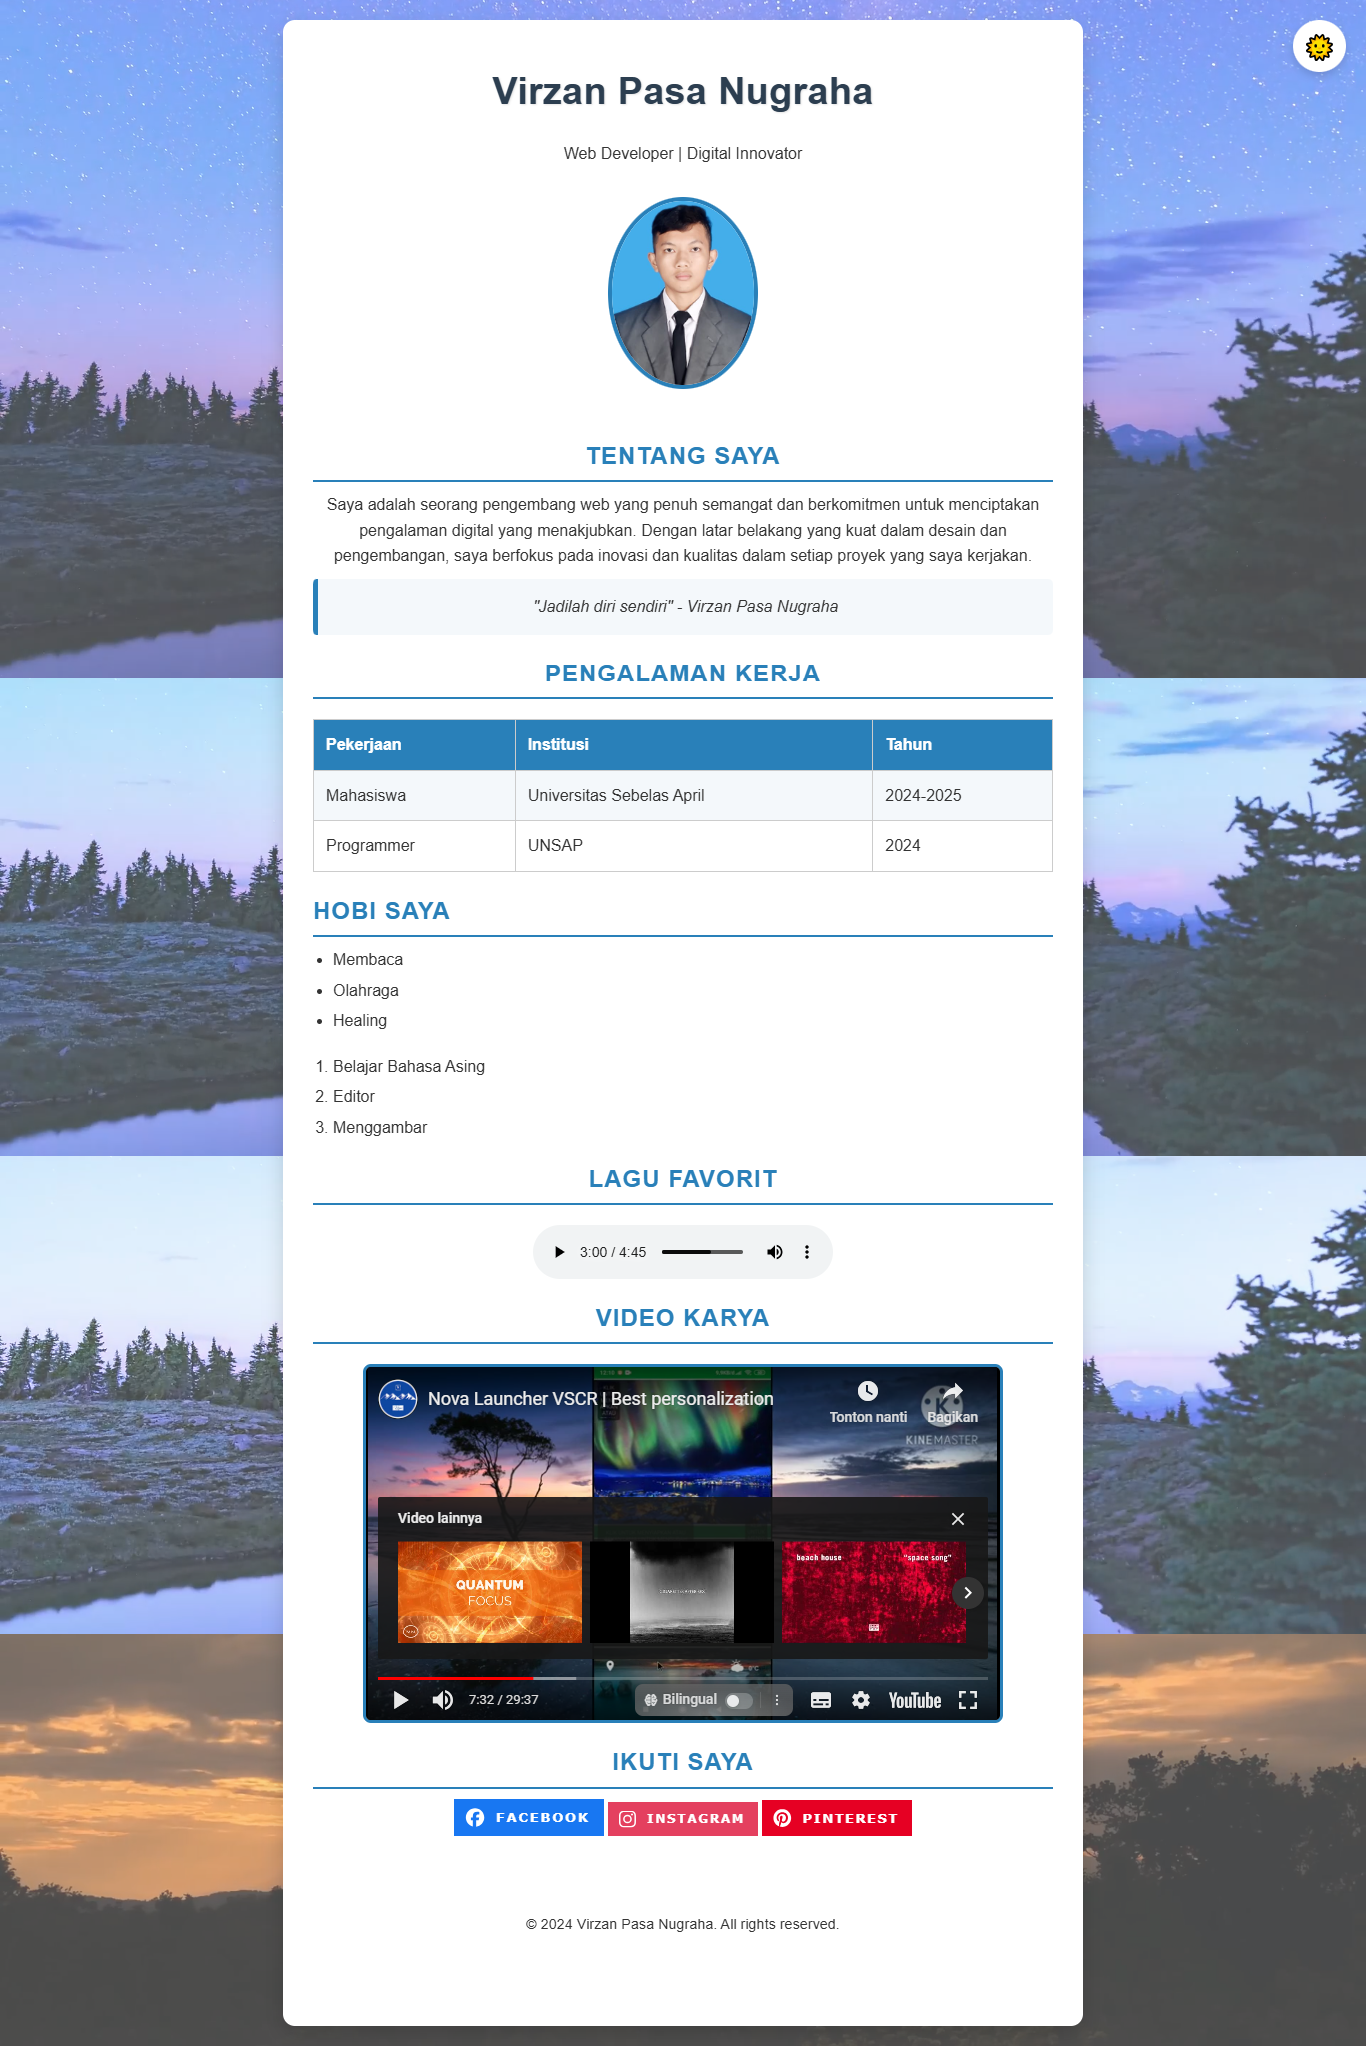 Virzan Pasa Nugraha
Web Developer | Digital Innovator
TENTANG SAYA
Saya adalah seorang pengembang web yang penuh semangat dan berkomitmen untuk menciptakan
pengalaman digital yang menakjubkan. Dengan latar belakang yang kuat dalam desain dan
pengembangan, saya berfokus pada inovasi dan kualitas dalam setiap proyek yang saya kerjakan.
"Jadilah diri sendiri" - Virzan Pasa Nugraha
PENGALAMAN KERJA
Pekerjaan Institusi Tahun
Mahasiswa Universitas Sebelas April 2024-2025
Programmer UNSAP 2024
HOBI SAYA
• Membaca
• Olahraga
• Healing
1. Belajar Bahasa Asing
2. Editor
3. Menggambar
LAGU FAVORIT
3:00 / 4:45
VIDEO KARYA
Nova Launcher VSCR | Best personalization
Tonton nanti Bagikan
K
KINEMASTER
Video lainnya
QUANTUM
FOCUS
beach house "space song"
7:32 / 29:37 Bilingual YouTube
IKUTI SAYA
FACEBOOK INSTAGRAM PINTEREST
© 2024 Virzan Pasa Nugraha. All rights reserved.